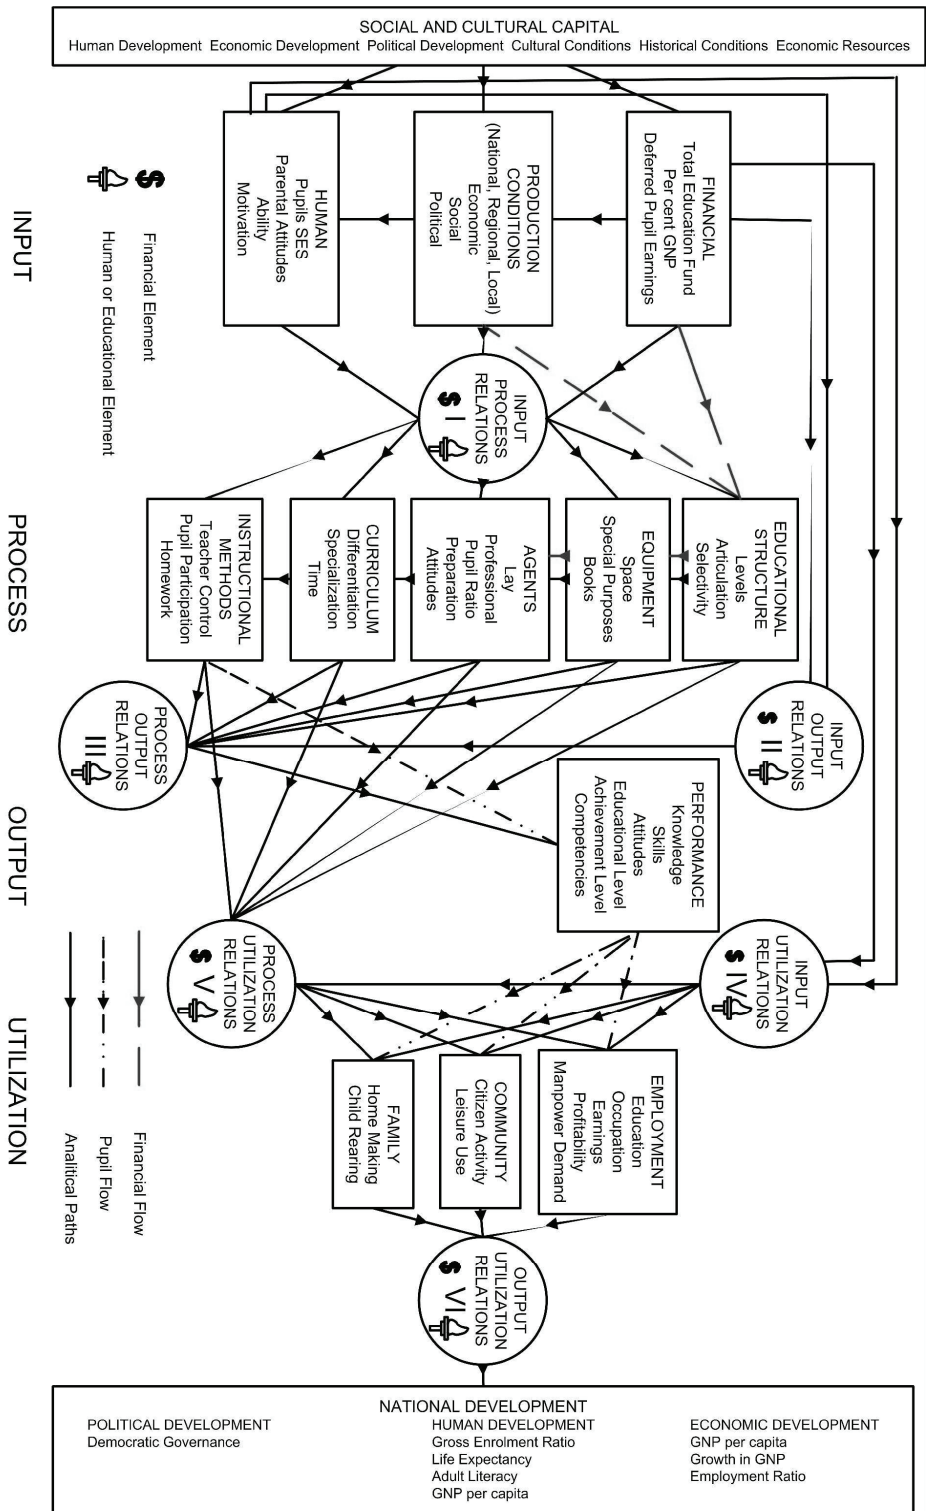 SOCIAL AND CULTURAL CAPITAL
Human Development Economic Development Political Development Cultural Conditions Historical Conditions Economic Resources
FINANCIAL
Total Education Fund
Per cent GNP
Deferred Pupil Earnings
PRODUCTION
CONDITIONS
(National, Regional, Local)
Economic
Social
Political
HUMAN
Pupils SES
Parental Attitudes
Ability
Motivation
$
Financial Element
Human or Educational Element
INPUT
INPUT
PROCESS
RELATIONS
$ I
EDUCATIONAL
STRUCTURE
Levels
Articulation
Selectivity
EQUIPMENT
Space
Special Purposes
Books
AGENTS
Lay
Professional
Pupil Ratio
Preparation
Attitudes
CURRICULUM
Differentiation
Specialization
Time
INSTRUCTIONAL
METHODS
Teacher Control
Pupil Participation
Homework
PROCESS
INPUT
OUTPUT
RELATIONS
$ II
PROCESS
OUTPUT
RELATIONS
III
PERFORMANCE
Knowledge
Skills
Attitudes
Educational Level
Achievement Level
Competencies
OUTPUT
INPUT
UTILIZATION
RELATIONS
$ IV
PROCESS
UTILIZATION
RELATIONS
$ V
EMPLOYMENT
Education
Occupation
Earnings
Profitability
Manpower Demand
COMMUNITY
Citizen Activity
Leisure Use
FAMILY
Home Making
Child Rearing
UTILIZATION
Financial Flow
Pupil Flow
Analitical Paths
OUTPUT
UTILIZATION
RELATIONS
$ VI
NATIONAL DEVELOPMENT
POLITICAL DEVELOPMENT
Democratic Governance
HUMAN DEVELOPMENT
Gross Enrolment Ratio
Life Expectancy
Adult Literacy
GNP per capita
ECONOMIC DEVELOPMENT
GNP per capita
Growth in GNP
Employment Ratio